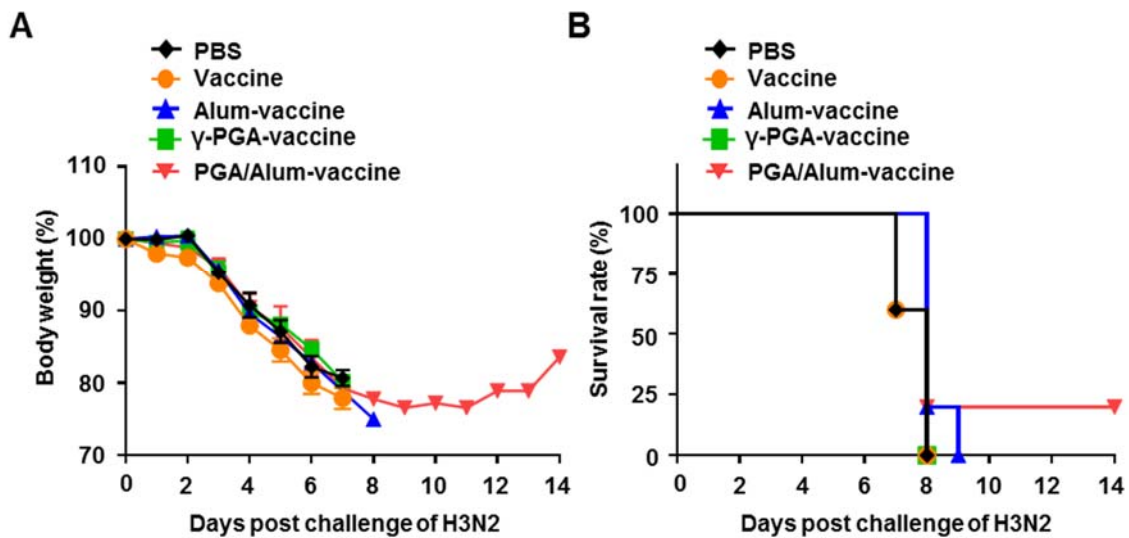 A
PBS
Vaccine
Alum-vaccine
γ-PGA-vaccine
PGA/Alum-vaccine
110
100
90
80
70
Body weight (%)
0 2 4 6 8 10 12 14
Days post challenge of H3N2
B
PBS
Vaccine
Alum-vaccine
γ-PGA-vaccine
PGA/Alum-vaccine
100
75
50
25
0
Survival rate (%)
0 2 4 6 8 10 12 14
Days post challenge of H3N2